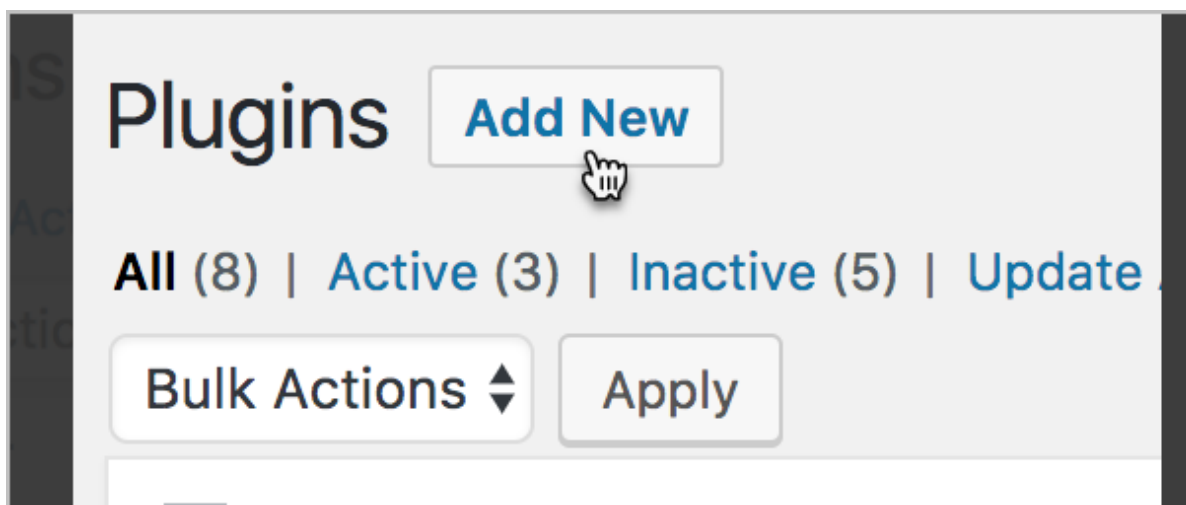 Plugins Add New
All (8) | Active (3) | Inactive (5) | Update
Bulk Actions Apply